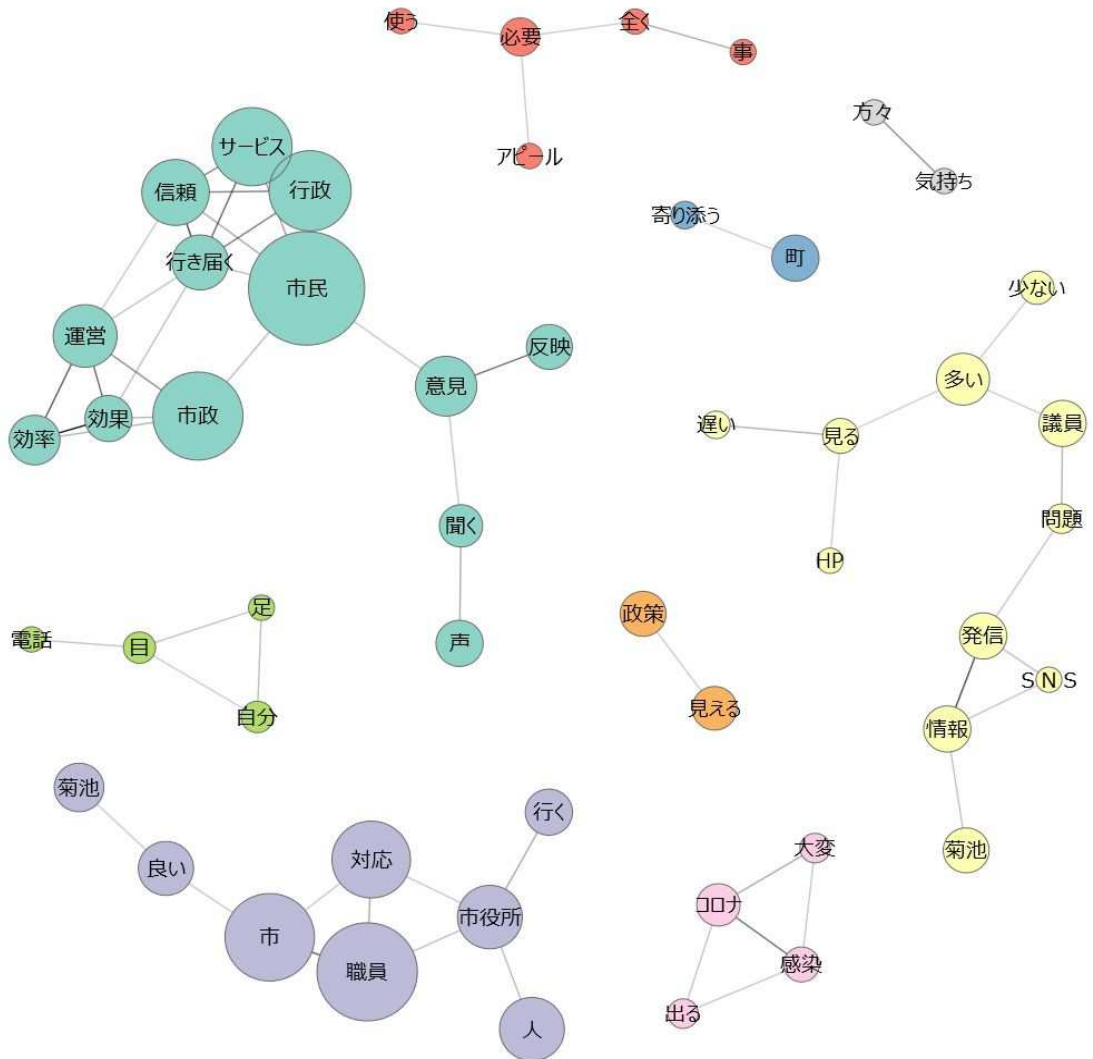 使う
必要
全く
事
アピール
方々
気持ち
寄り添う
町
サービス
信頼
行政
行き届く
市民
運営
市政
効果
効率
意見
反映
聞く
声
少ない
多い
議員
遅い
見る
問題
HP
発信
SNS
情報
菊池
足
電話
目
自分
政策
見える
菊池
良い
対応
行く
市
職員
市役所
人
大変
コロナ
感染
出る